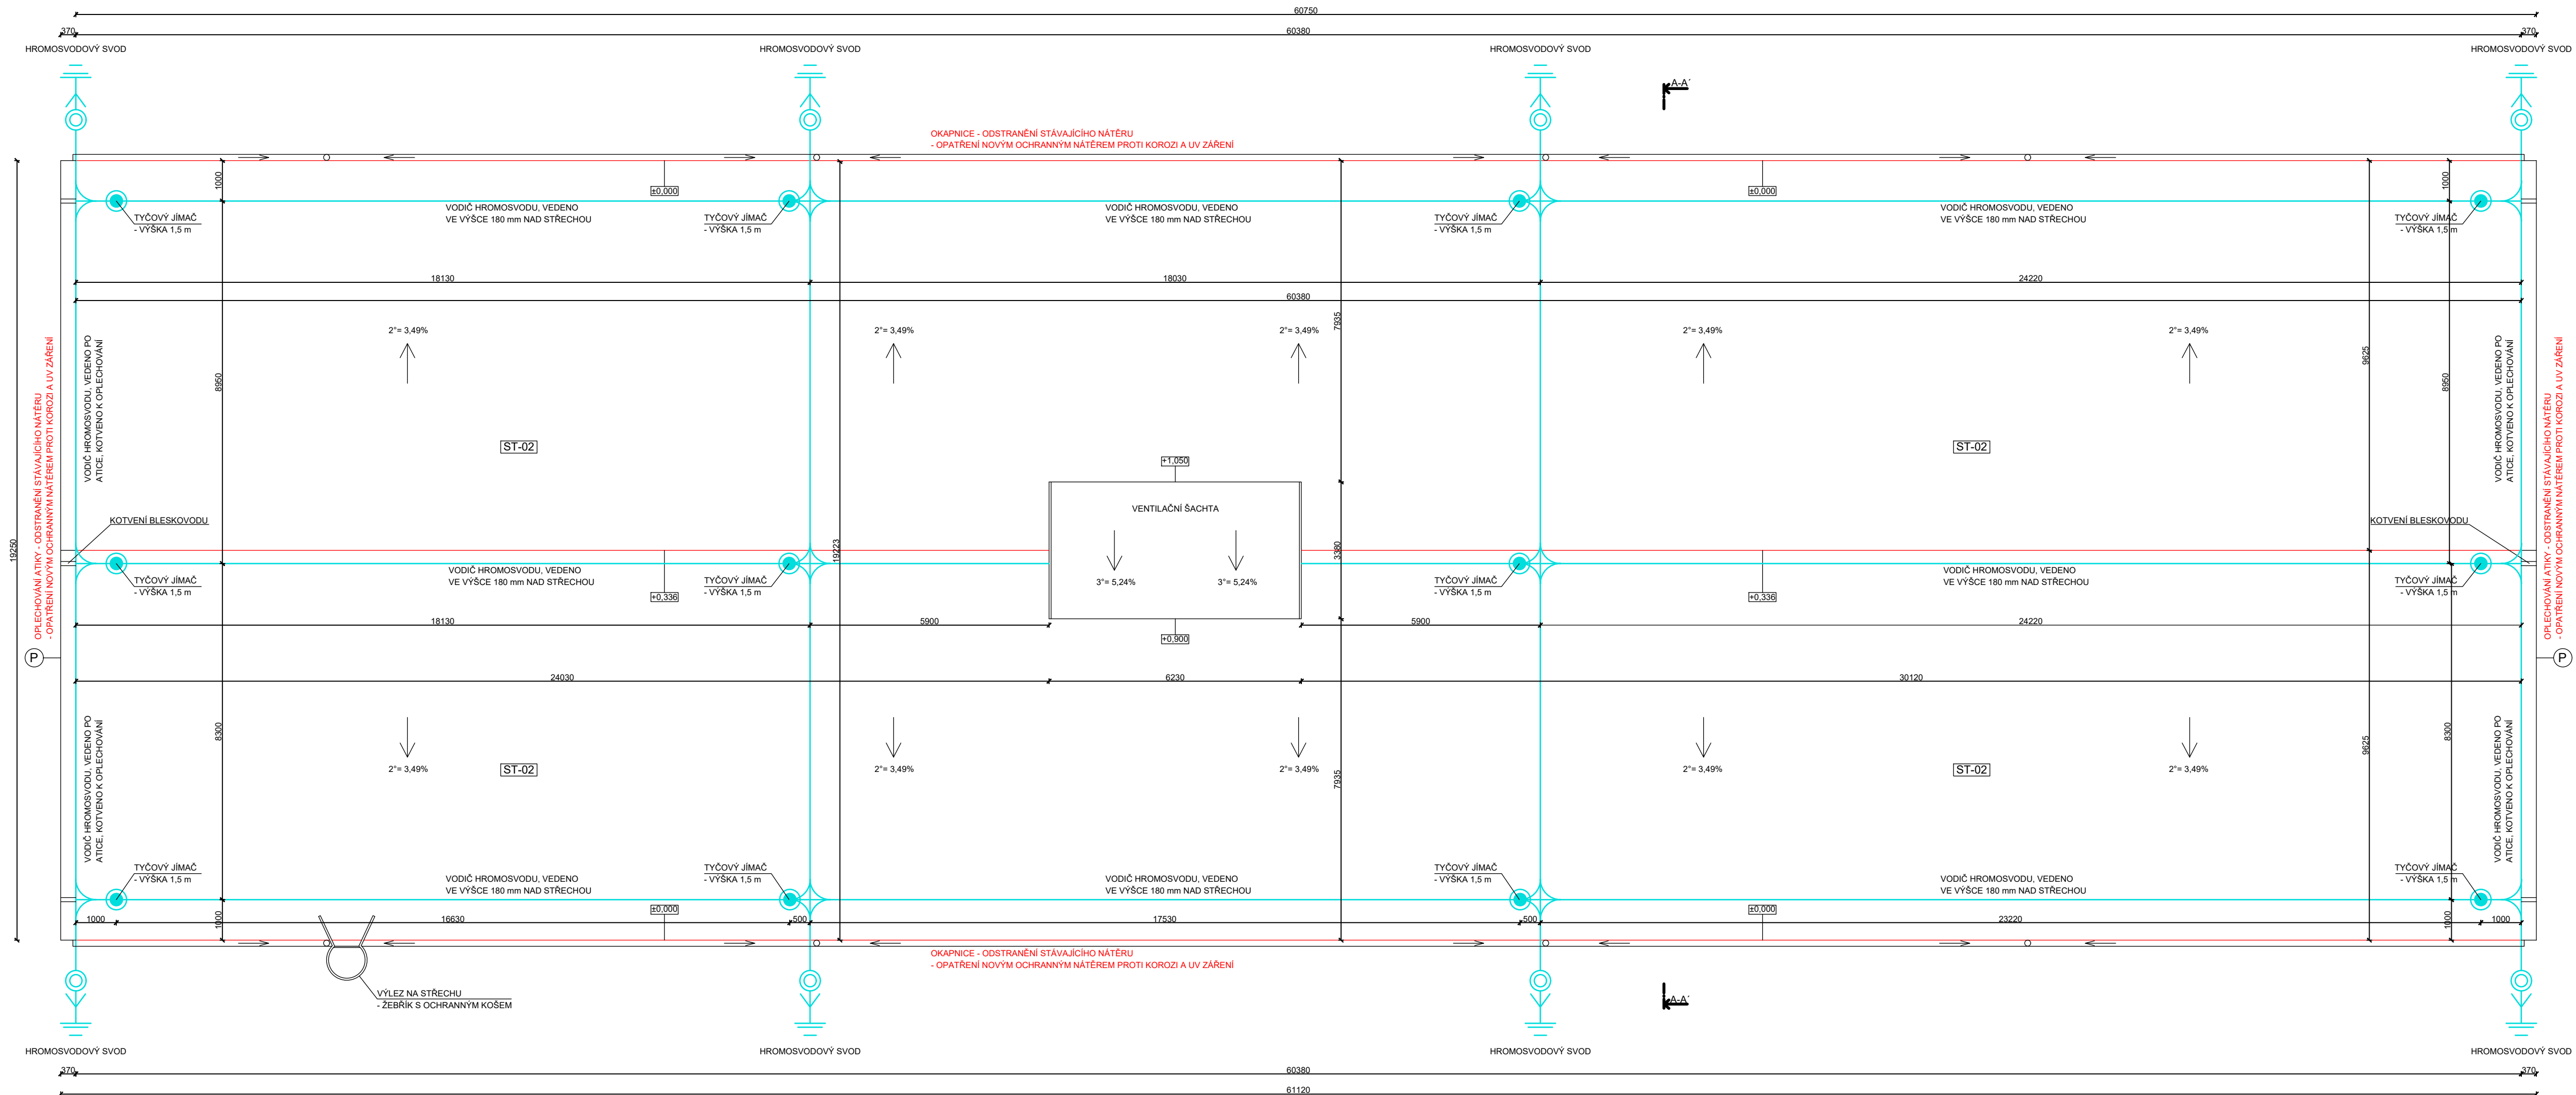 60750
370
60380
370
HROMOSVODOVÝ SVOD
HROMOSVODOVÝ SVOD
HROMOSVODOVÝ SVOD
HROMOSVODOVÝ SVOD
A-A´
OKAPNICE - ODSTRANĚNÍ STÁVAJÍCÍHO NÁTĚRU
- OPATŘENÍ NOVÝM OCHRANNÝM NÁTĚREM PROTI KOROZI A UV ZÁŘENÍ
1000
±0,000
±0,000
1000
TYČOVÝ JÍMAČ
- VÝŠKA 1,5 m
VODIČ HROMOSVODU, VEDENO
VE VÝŠCE 180 mm NAD STŘECHOU
TYČOVÝ JÍMAČ
- VÝŠKA 1,5 m
VODIČ HROMOSVODU, VEDENO
VE VÝŠCE 180 mm NAD STŘECHOU
TYČOVÝ JÍMAČ
- VÝŠKA 1,5 m
VODIČ HROMOSVODU, VEDENO
VE VÝŠCE 180 mm NAD STŘECHOU
TYČOVÝ JÍMAČ
- VÝŠKA 1,5 m
18130
18030
24220
60380
2°= 3,49%
2°= 3,49%
2°= 3,49%
2°= 3,49%
2°= 3,49%
7935
9625
8950
8950
VODIČ HROMOSVODU, VEDENO PO
ATICE, KOTVENO K OPLECHOVÁNÍ
VODIČ HROMOSVODU, VEDENO PO
ATICE, KOTVENO K OPLECHOVÁNÍ
OPLECHOVÁNÍ ATIKY - ODSTRANĚNÍ STÁVAJÍCÍHO NÁTĚRU
- OPATŘENÍ NOVÝM OCHRANNÝM NÁTĚREM PROTI KOROZI A UV ZÁŘENÍ
OPLECHOVÁNÍ ATIKY - ODSTRANĚNÍ STÁVAJÍCÍHO NÁTĚRU
- OPATŘENÍ NOVÝM OCHRANNÝM NÁTĚREM PROTI KOROZI A UV ZÁŘENÍ
ST-02
ST-02
+1,050
VENTILAČNÍ ŠACHTA
KOTVENÍ BLESKOVODU
KOTVENÍ BLESKOVODU
19250
19223
3380
3°= 5,24%
3°= 5,24%
TYČOVÝ JÍMAČ
- VÝŠKA 1,5 m
VODIČ HROMOSVODU, VEDENO
VE VÝŠCE 180 mm NAD STŘECHOU
+0,336
TYČOVÝ JÍMAČ
- VÝŠKA 1,5 m
TYČOVÝ JÍMAČ
- VÝŠKA 1,5 m
+0,336
VODIČ HROMOSVODU, VEDENO
VE VÝŠCE 180 mm NAD STŘECHOU
TYČOVÝ JÍMAČ
- VÝŠKA 1,5 m
18130
5900
+0,900
5900
24220
P
P
24030
6230
30120
8300
7935
9625
8300
VODIČ HROMOSVODU, VEDENO PO
ATICE, KOTVENO K OPLECHOVÁNÍ
VODIČ HROMOSVODU, VEDENO PO
ATICE, KOTVENO K OPLECHOVÁNÍ
2°= 3,49%
ST-02
2°= 3,49%
2°= 3,49%
2°= 3,49%
ST-02
2°= 3,49%
TYČOVÝ JÍMAČ
- VÝŠKA 1,5 m
VODIČ HROMOSVODU, VEDENO
VE VÝŠCE 180 mm NAD STŘECHOU
TYČOVÝ JÍMAČ
- VÝŠKA 1,5 m
VODIČ HROMOSVODU, VEDENO
VE VÝŠCE 180 mm NAD STŘECHOU
TYČOVÝ JÍMAČ
- VÝŠKA 1,5 m
VODIČ HROMOSVODU, VEDENO
VE VÝŠCE 180 mm NAD STŘECHOU
TYČOVÝ JÍMAČ
- VÝŠKA 1,5 m
±0,000
±0,000
1000
1000
16630
500
17530
500
23220
1000
1000
OKAPNICE - ODSTRANĚNÍ STÁVAJÍCÍHO NÁTĚRU
- OPATŘENÍ NOVÝM OCHRANNÝM NÁTĚREM PROTI KOROZI A UV ZÁŘENÍ
VÝLEZ NA STŘECHU
- ŽEBŘÍK S OCHRANNÝM KOŠEM
A-A´
HROMOSVODOVÝ SVOD
HROMOSVODOVÝ SVOD
HROMOSVODOVÝ SVOD
HROMOSVODOVÝ SVOD
370
60380
370
61120